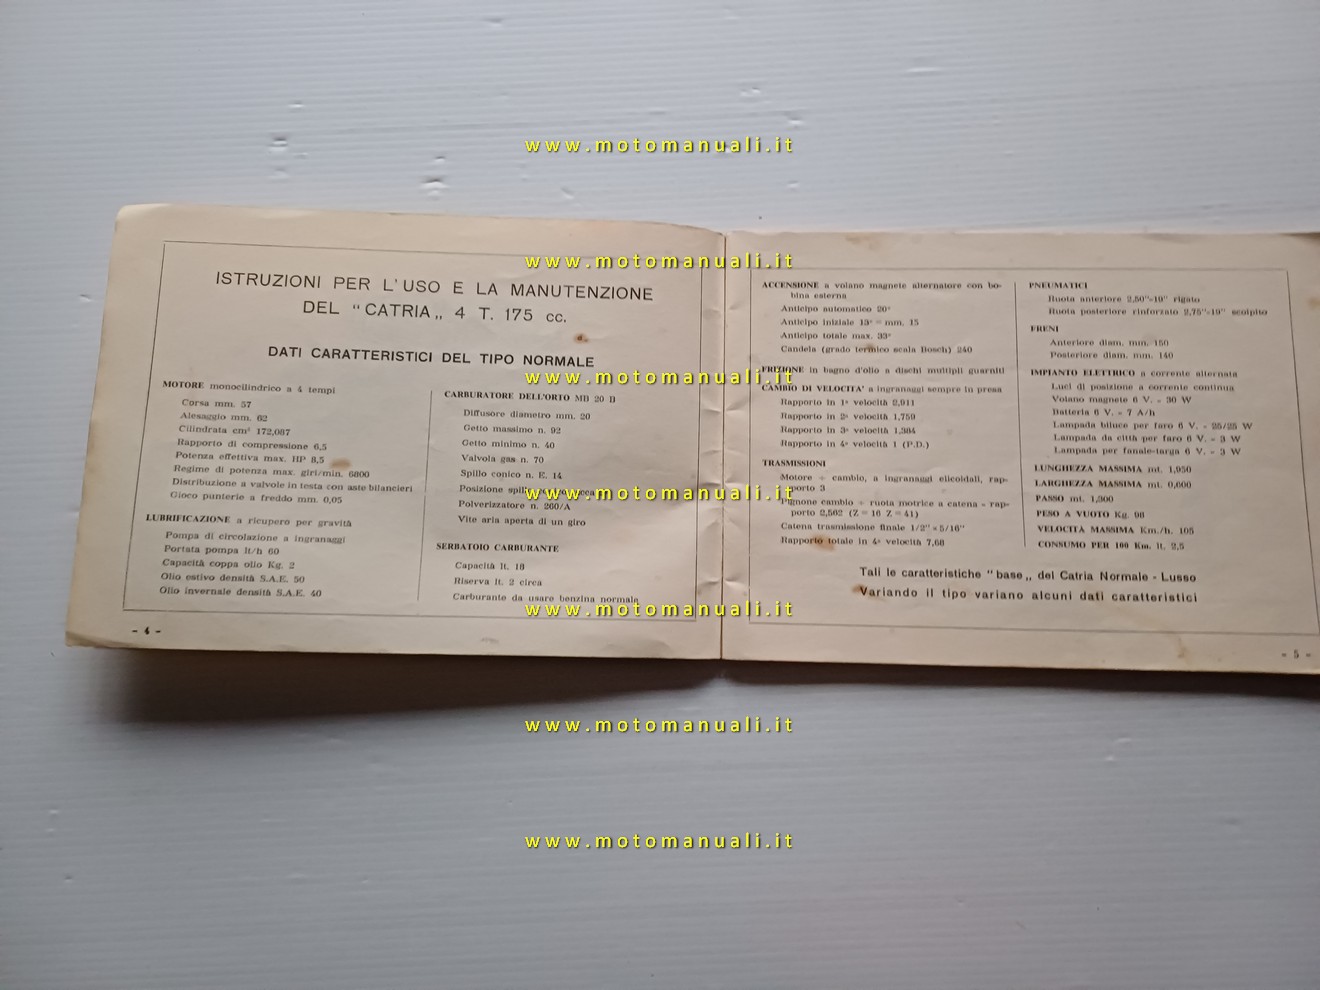 www.motomanuali.it
ISTRUZIONI PER L'USO E LA MANUTENZIONE
DEL "CATRIA„ 4 T. 175 cc.
DATI CARATTERISTICI DEL TIPO NORMALE
MOTORE monocilindrico a 4 tempi
Corsa mm. 57
Alesaggio mm. 62
Cilindrata cm³ 172,087
Rapporto di compressione 6,5
Potenza effettiva max. HP 8,5
Regime di potenza max. giri/min. 6800
Distribuzione a valvole in testa con aste bilancieri
Gioco punterie a freddo mm. 0,05
LUBRIFICAZIONE a ricupero per gravità
Pompa di circolazione a ingranaggi
Portata pompa lt/h 60
Capacità coppa olio Kg. 2
Olio estivo densità S.A.E. 50
Olio invernale densità S.A.E. 40
- 4 -
CARBURATORE DELL'ORTO MB 20 B
Diffusore diametro mm. 20
Getto massimo n. 92
Getto minimo n. 40
Valvola gas n. 70
Spillo conico n. E. 14
Posizione
Polverizzatore n. 260/A
Vite aria aperta di un giro
SERBATOIO CARBURANTE
Capacità lt. 18
Riserva lt. 2 circa
Carburante da usare benzina normale
ACCENSIONE a volano magnete alternatore con bo-
bina esterna
Anticipo automatico 20°
Anticipo iniziale 13° = mm. 15
Anticipo totale max. 33°
Candela (grado termico scala Bosch) 240
FRIZIONE in bagno d'olio a dischi multipli guarniti
CAMBIO DI VELOCITA' a ingranaggi sempre in presa
Rapporto in 1ª velocità 2,911
Rapporto in 2ª velocità 1,759
Rapporto in 3ª velocità 1,384
Rapporto in 4ª velocità 1 (P.D.)
TRASMISSIONI
Motore ÷ cambio, a ingranaggi elicoidali, rap-
porto 3
Pignone cambio ÷ ruota motrice a catena - rap-
porto 2,562 (Z = 16 Z = 41)
Catena trasmissione finale 1/2" × 5/16"
Rapporto totale in 4ª velocità 7,68
PNEUMATICI
Ruota anteriore 2,50"-19" rigato
Ruota posteriore rinforzato 2,75"-19" scolpito
FRENI
Anteriore diam. mm. 150
Posteriore diam. mm. 140
IMPIANTO ELETTRICO a corrente alternata
Luci di posizione a corrente continua
Volano magnete 6 V. - 30 W
Batteria 6 V. - 7 A/h
Lampada biluce per faro 6 V. - 25/25 W
Lampada da città per faro 6 V. - 3 W
Lampada per fanale-targa 6 V. - 3 W
LUNGHEZZA MASSIMA mt. 1,950
LARGHEZZA MASSIMA mt. 0,600
PASSO mt. 1,300
PESO A VUOTO Kg.
VELOCITÀ MASSIMA Km./h. 105
CONSUMO PER 100 Km. lt. 2,5
Tali le caratteristiche "base„ del Catria Normale - Lusso
Variando il tipo variano alcuni dati caratteristici
- 5 -
www.motomanuali.it
www.motomanuali.it
www.motomanuali.it
www.motomanuali.it
www.motomanuali.it
www.motomanuali.it